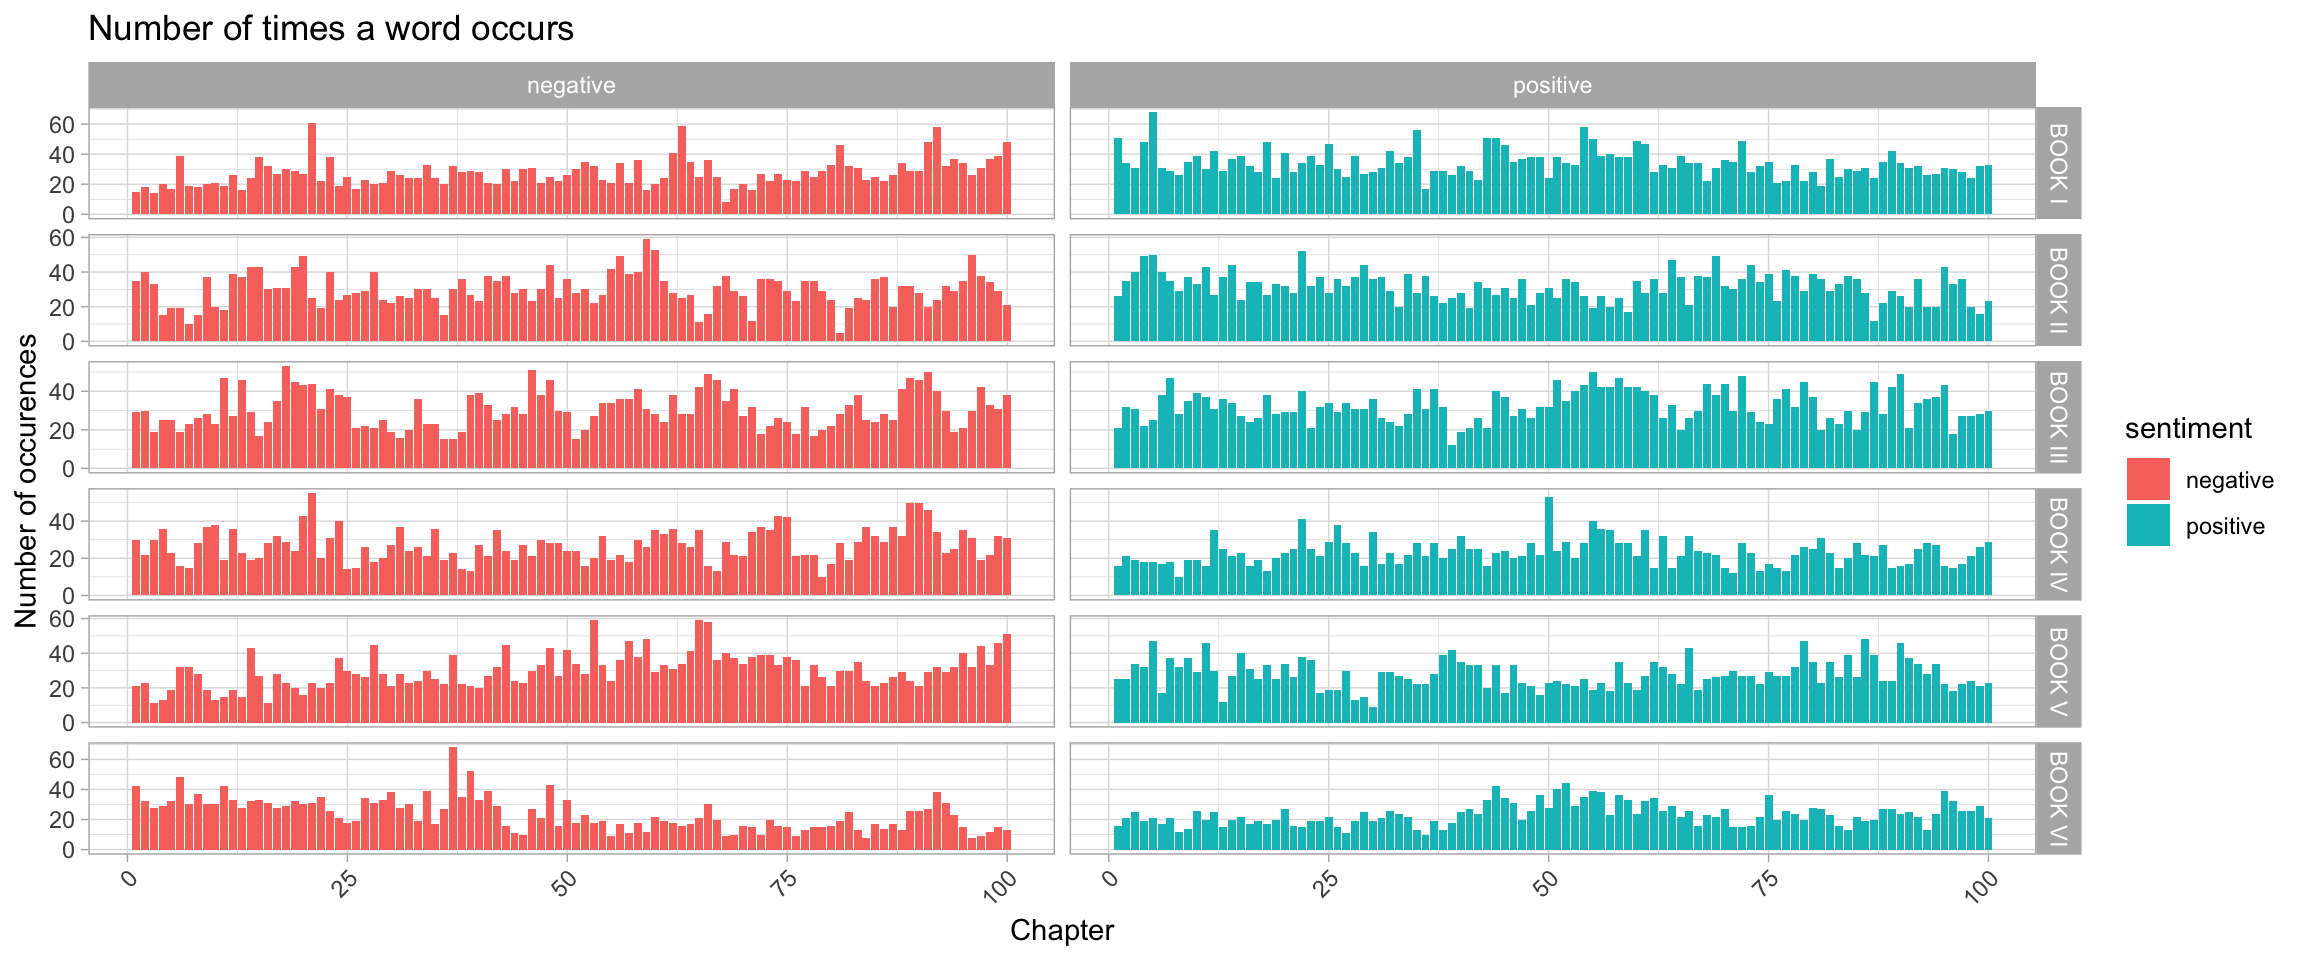 Number of times a word occurs
negative
positive
60
40
20
0
BOOK I
60
40
20
0
BOOK II
40
20
0
BOOK III
40
20
0
BOOK IV
60
40
20
0
BOOK V
60
40
20
0
BOOK VI
0
25
50
75
100
0
25
50
75
100
Chapter
Number of occurences
sentiment
negative
positive